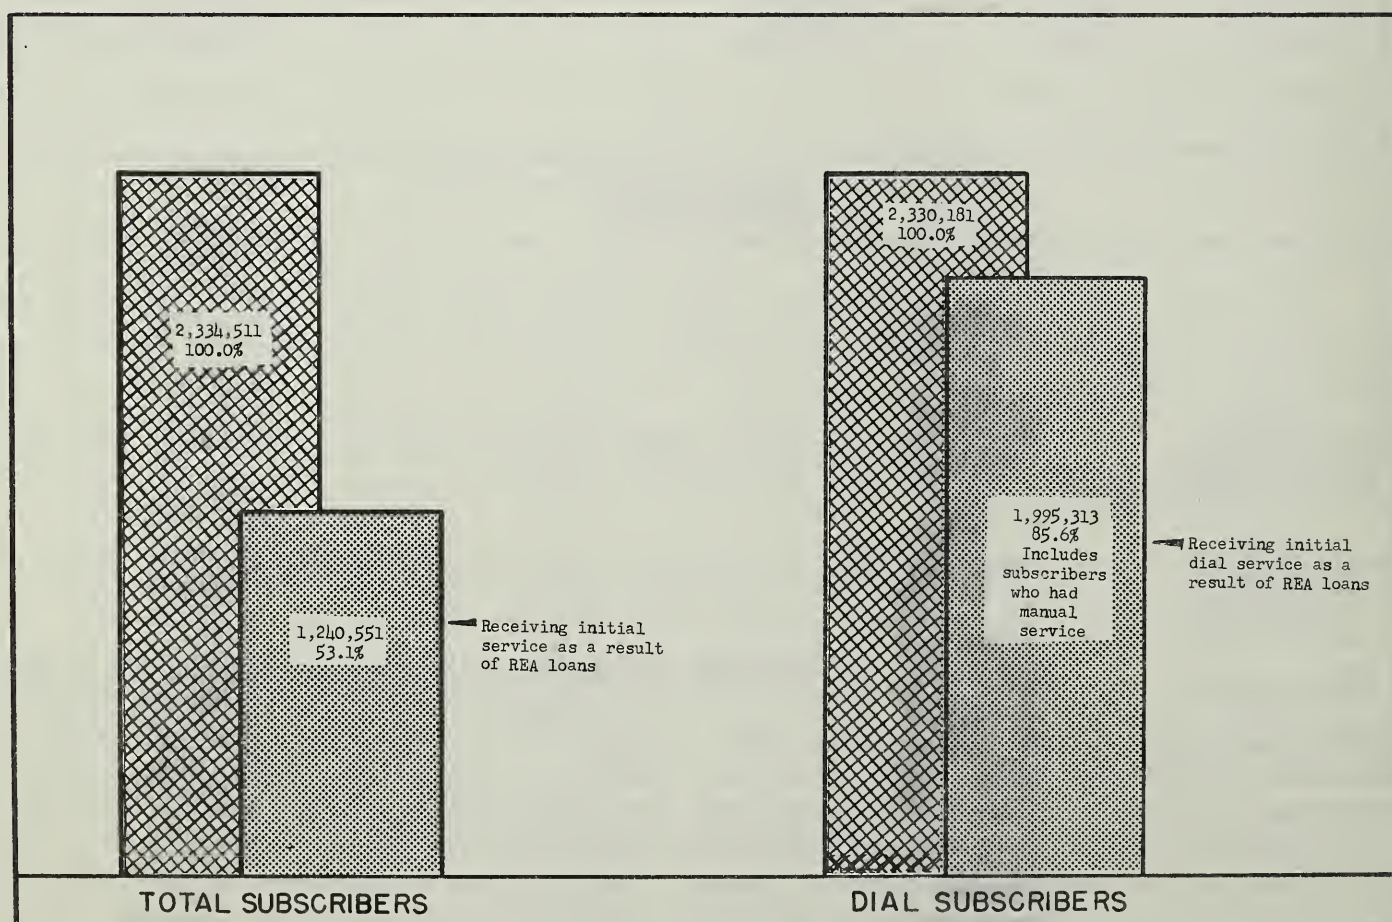 2,334,511
100.0%
1,240,551
53.1%
Receiving initial
service as a result
of REA loans
TOTAL SUBSCRIBERS
2,330,181
100.0%
1,995,313
85.6%
Includes
subscribers
who had
manual
service
Receiving initial
dial service as a
result of REA loans
DIAL SUBSCRIBERS